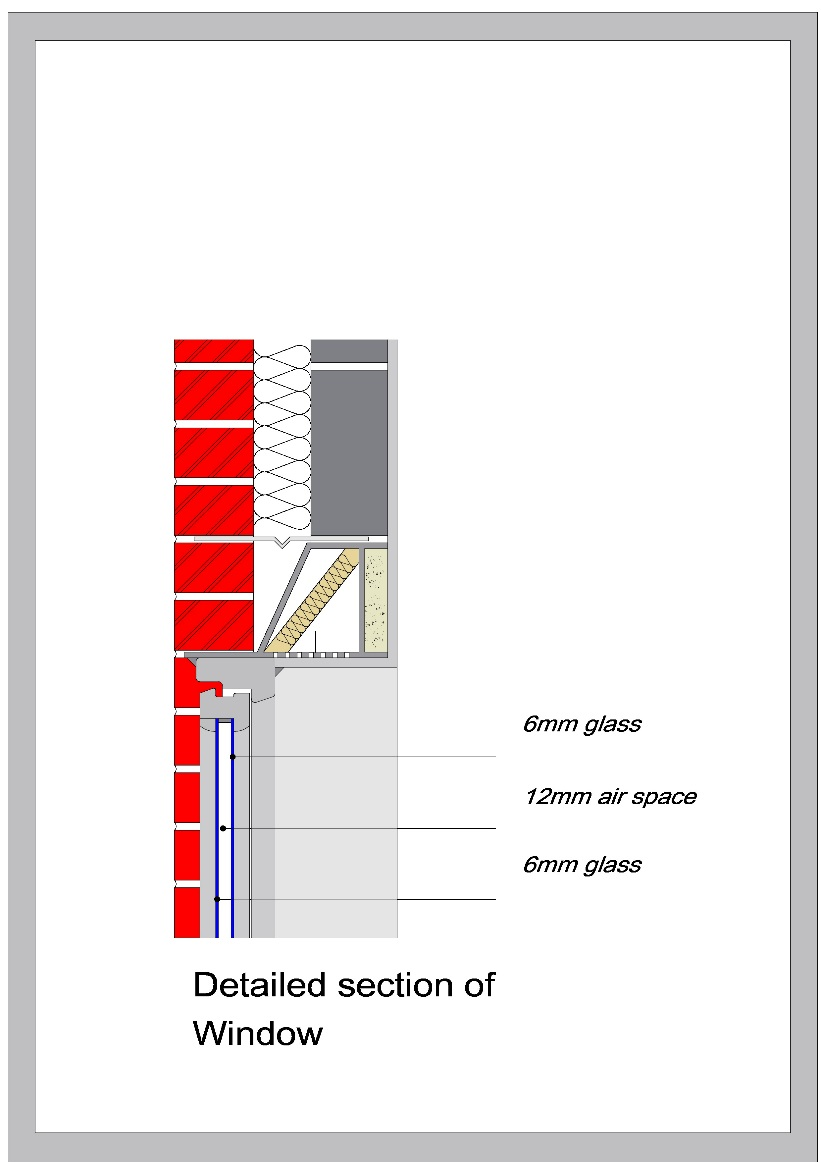 6mm glass
12mm air space
6mm glass
Detailed section of
Window